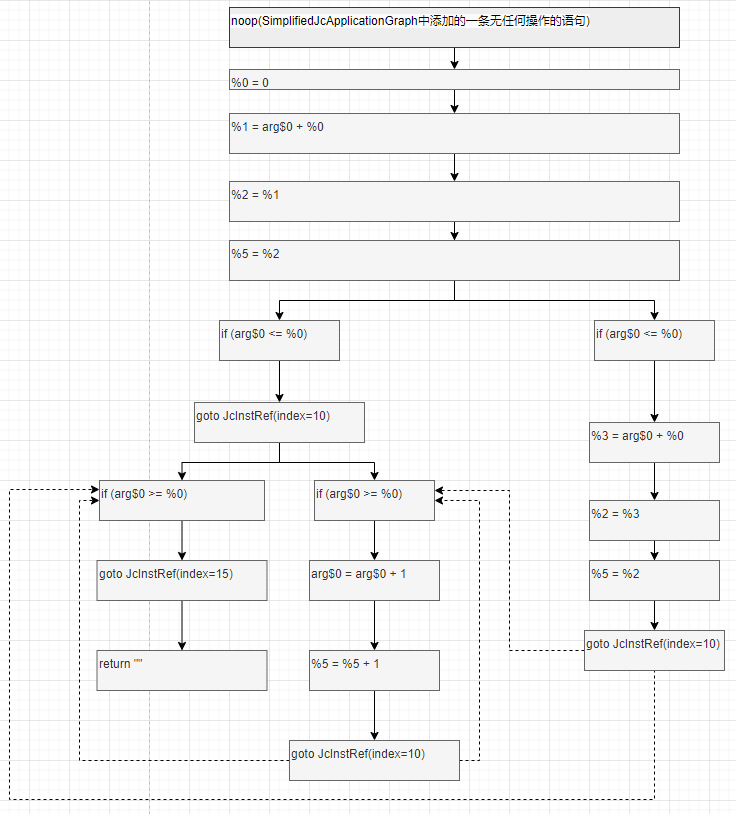 noop(SimplifiedJcApplicationGraph中添加的一条无任何操作的语句)
%0 = 0
%1 = arg$0 + %0
%2 = %1
%5 = %2
if (arg$0 <= %0)
if (arg$0 <= %0)
goto JcInstRef(index=10)
%3 = arg$0 + %0
if (arg$0 >= %0)
if (arg$0 >= %0)
%2 = %3
goto JcInstRef(index=15)
arg$0 = arg$0 + 1
%5 = %2
goto JcInstRef(index=10)
return ""
%5 = %5 + 1
goto JcInstRef(index=10)